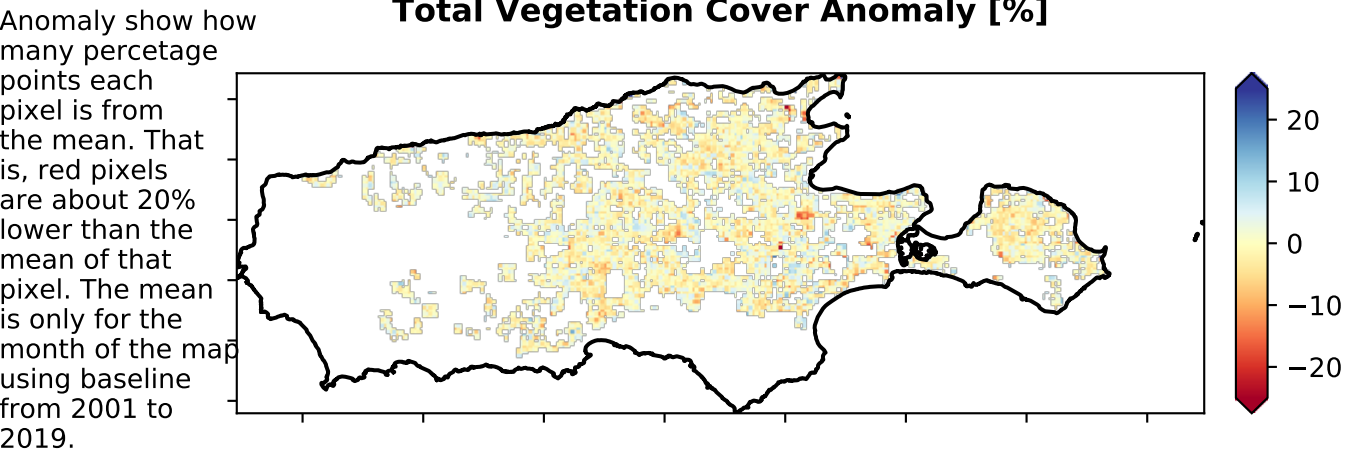 Total Vegetation Cover Anomaly [%]
Anomaly show how
many percetage
points each
pixel is from
the mean. That
is, red pixels
are about 20%
lower than the
mean of that
pixel. The mean
is only for the
month of the map
using baseline
from 2001 to
2019.
20
10
0
−10
−20